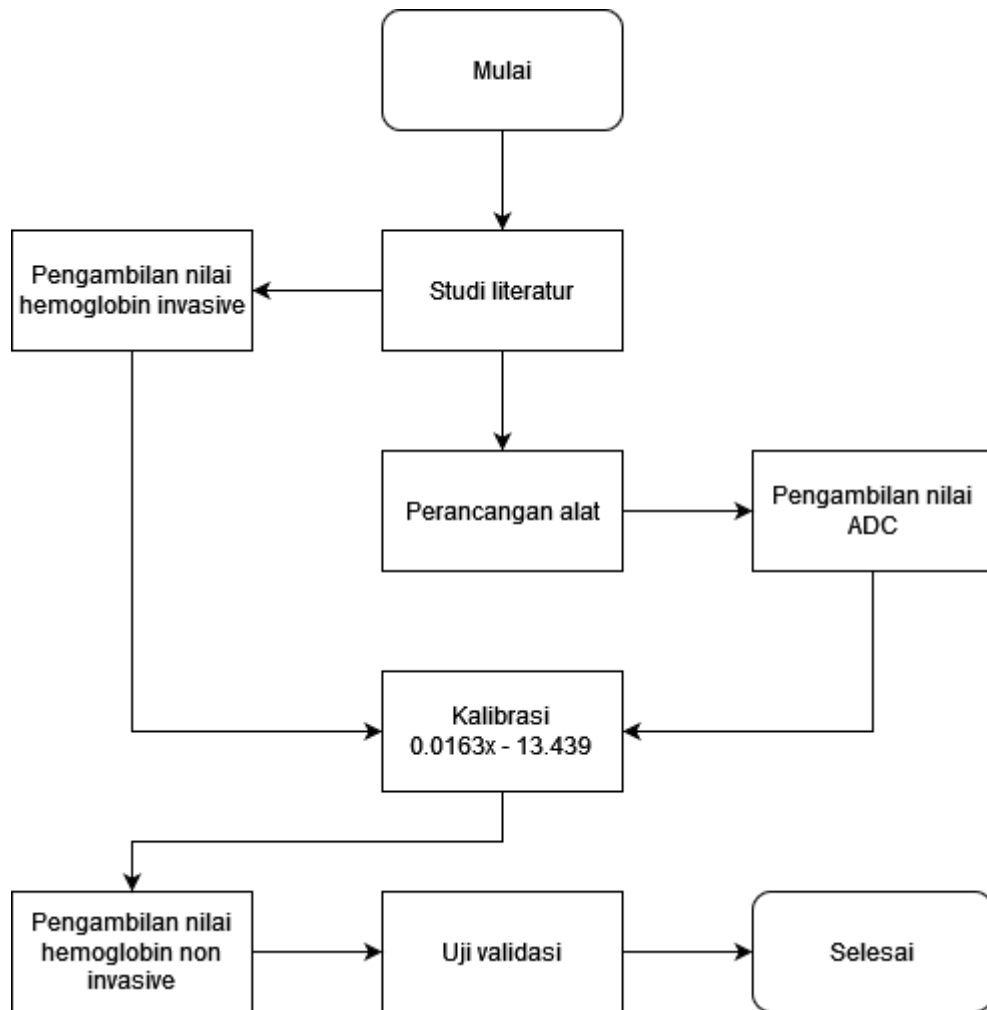 Mulai
Pengambilan nilai
hemoglobin invasive
Studi literatur
Perancangan alat
Pengambilan nilai
ADC
Kalibrasi
0.0163x - 13.439
Pengambilan nilai
hemoglobin non
invasive
Uji validasi
Selesai